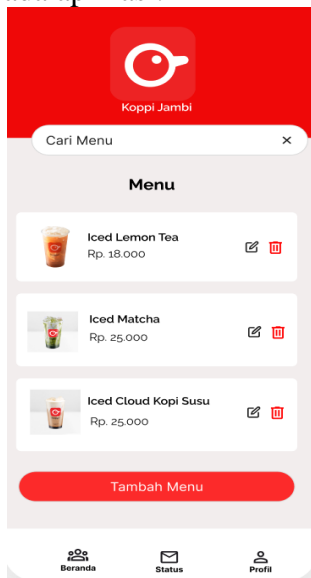 Koppi Jambi
Cari Menu
Menu
Iced Lemon Tea
Rp. 18.000
Iced Matcha
Rp. 25.000
Iced Cloud Kopi Susu
Rp. 25.000
Tambah Menu
Beranda
Status
Profil